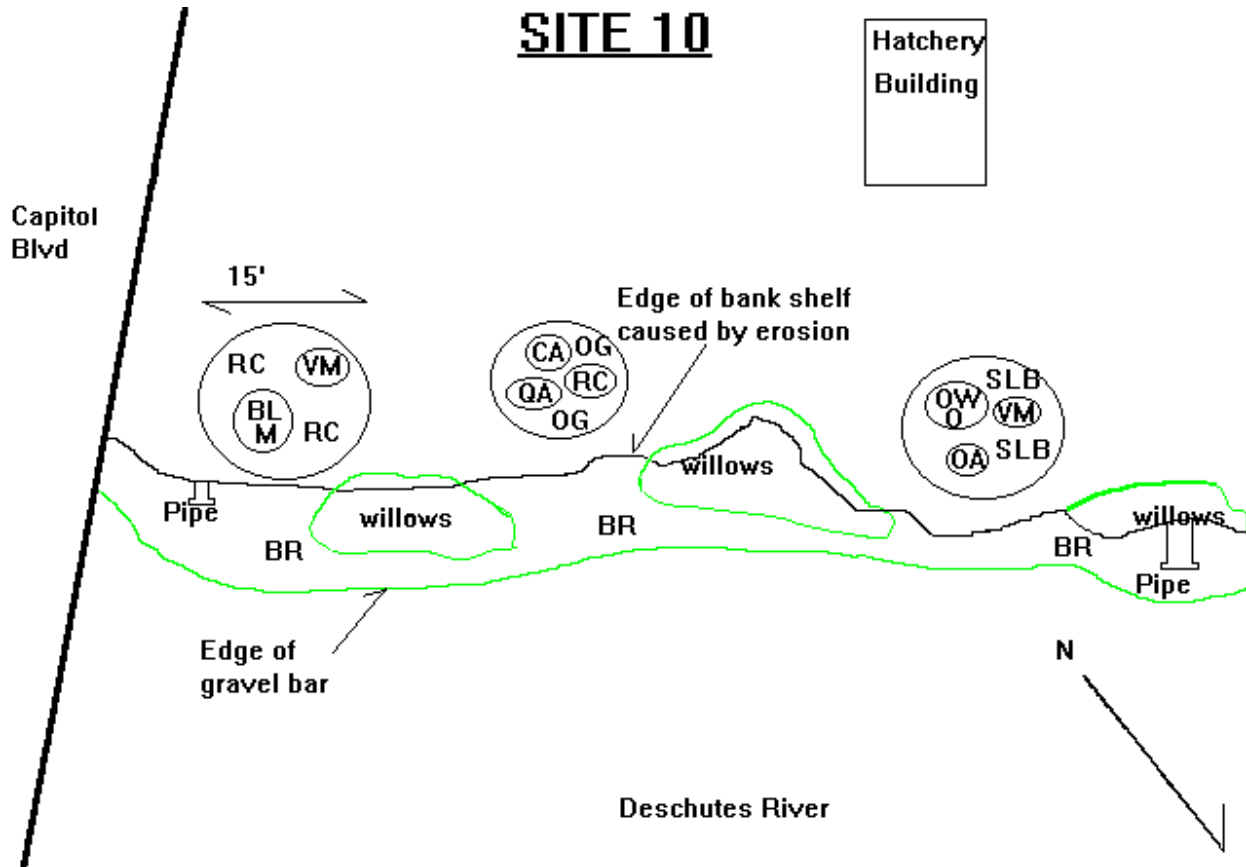 SITE 10
Hatchery
Building
Capitol
Blvd
15'
Edge of bank shelf
caused by erosion
RC
VM
BL
M
RC
CA
OG
QA
RC
OG
OW
O
SLB
VM
OA
SLB
Pipe
willows
BR
willows
BR
willows
BR
Pipe
Edge of
gravel bar
N
Deschutes River